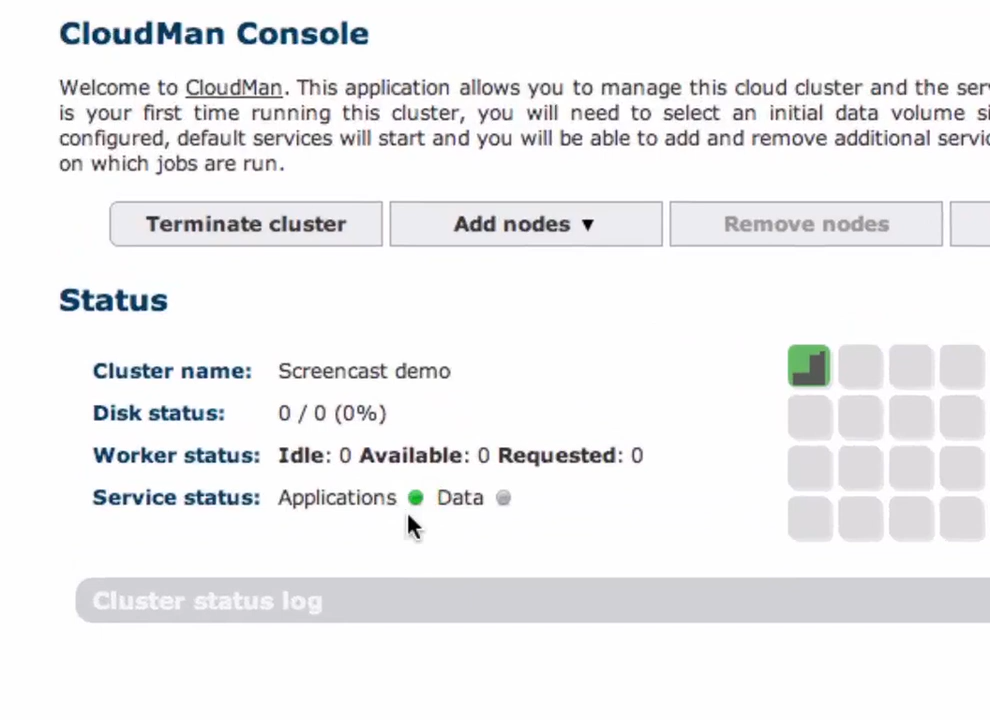 CloudMan Console
Welcome to CloudMan. This application allows you to manage this cloud cluster and the
is your first time running this cluster, you will need to select an initial data volume
configured, default services will start and you will be able to add and remove additional
on which jobs are run.
Terminate cluster Add nodes ▼ Remove nodes
Status
Cluster name: Screencast demo
Disk status: 0 / 0 (0%)
Worker status: Idle: 0 Available: 0 Requested: 0
Service status: Applications Data
Cluster status log